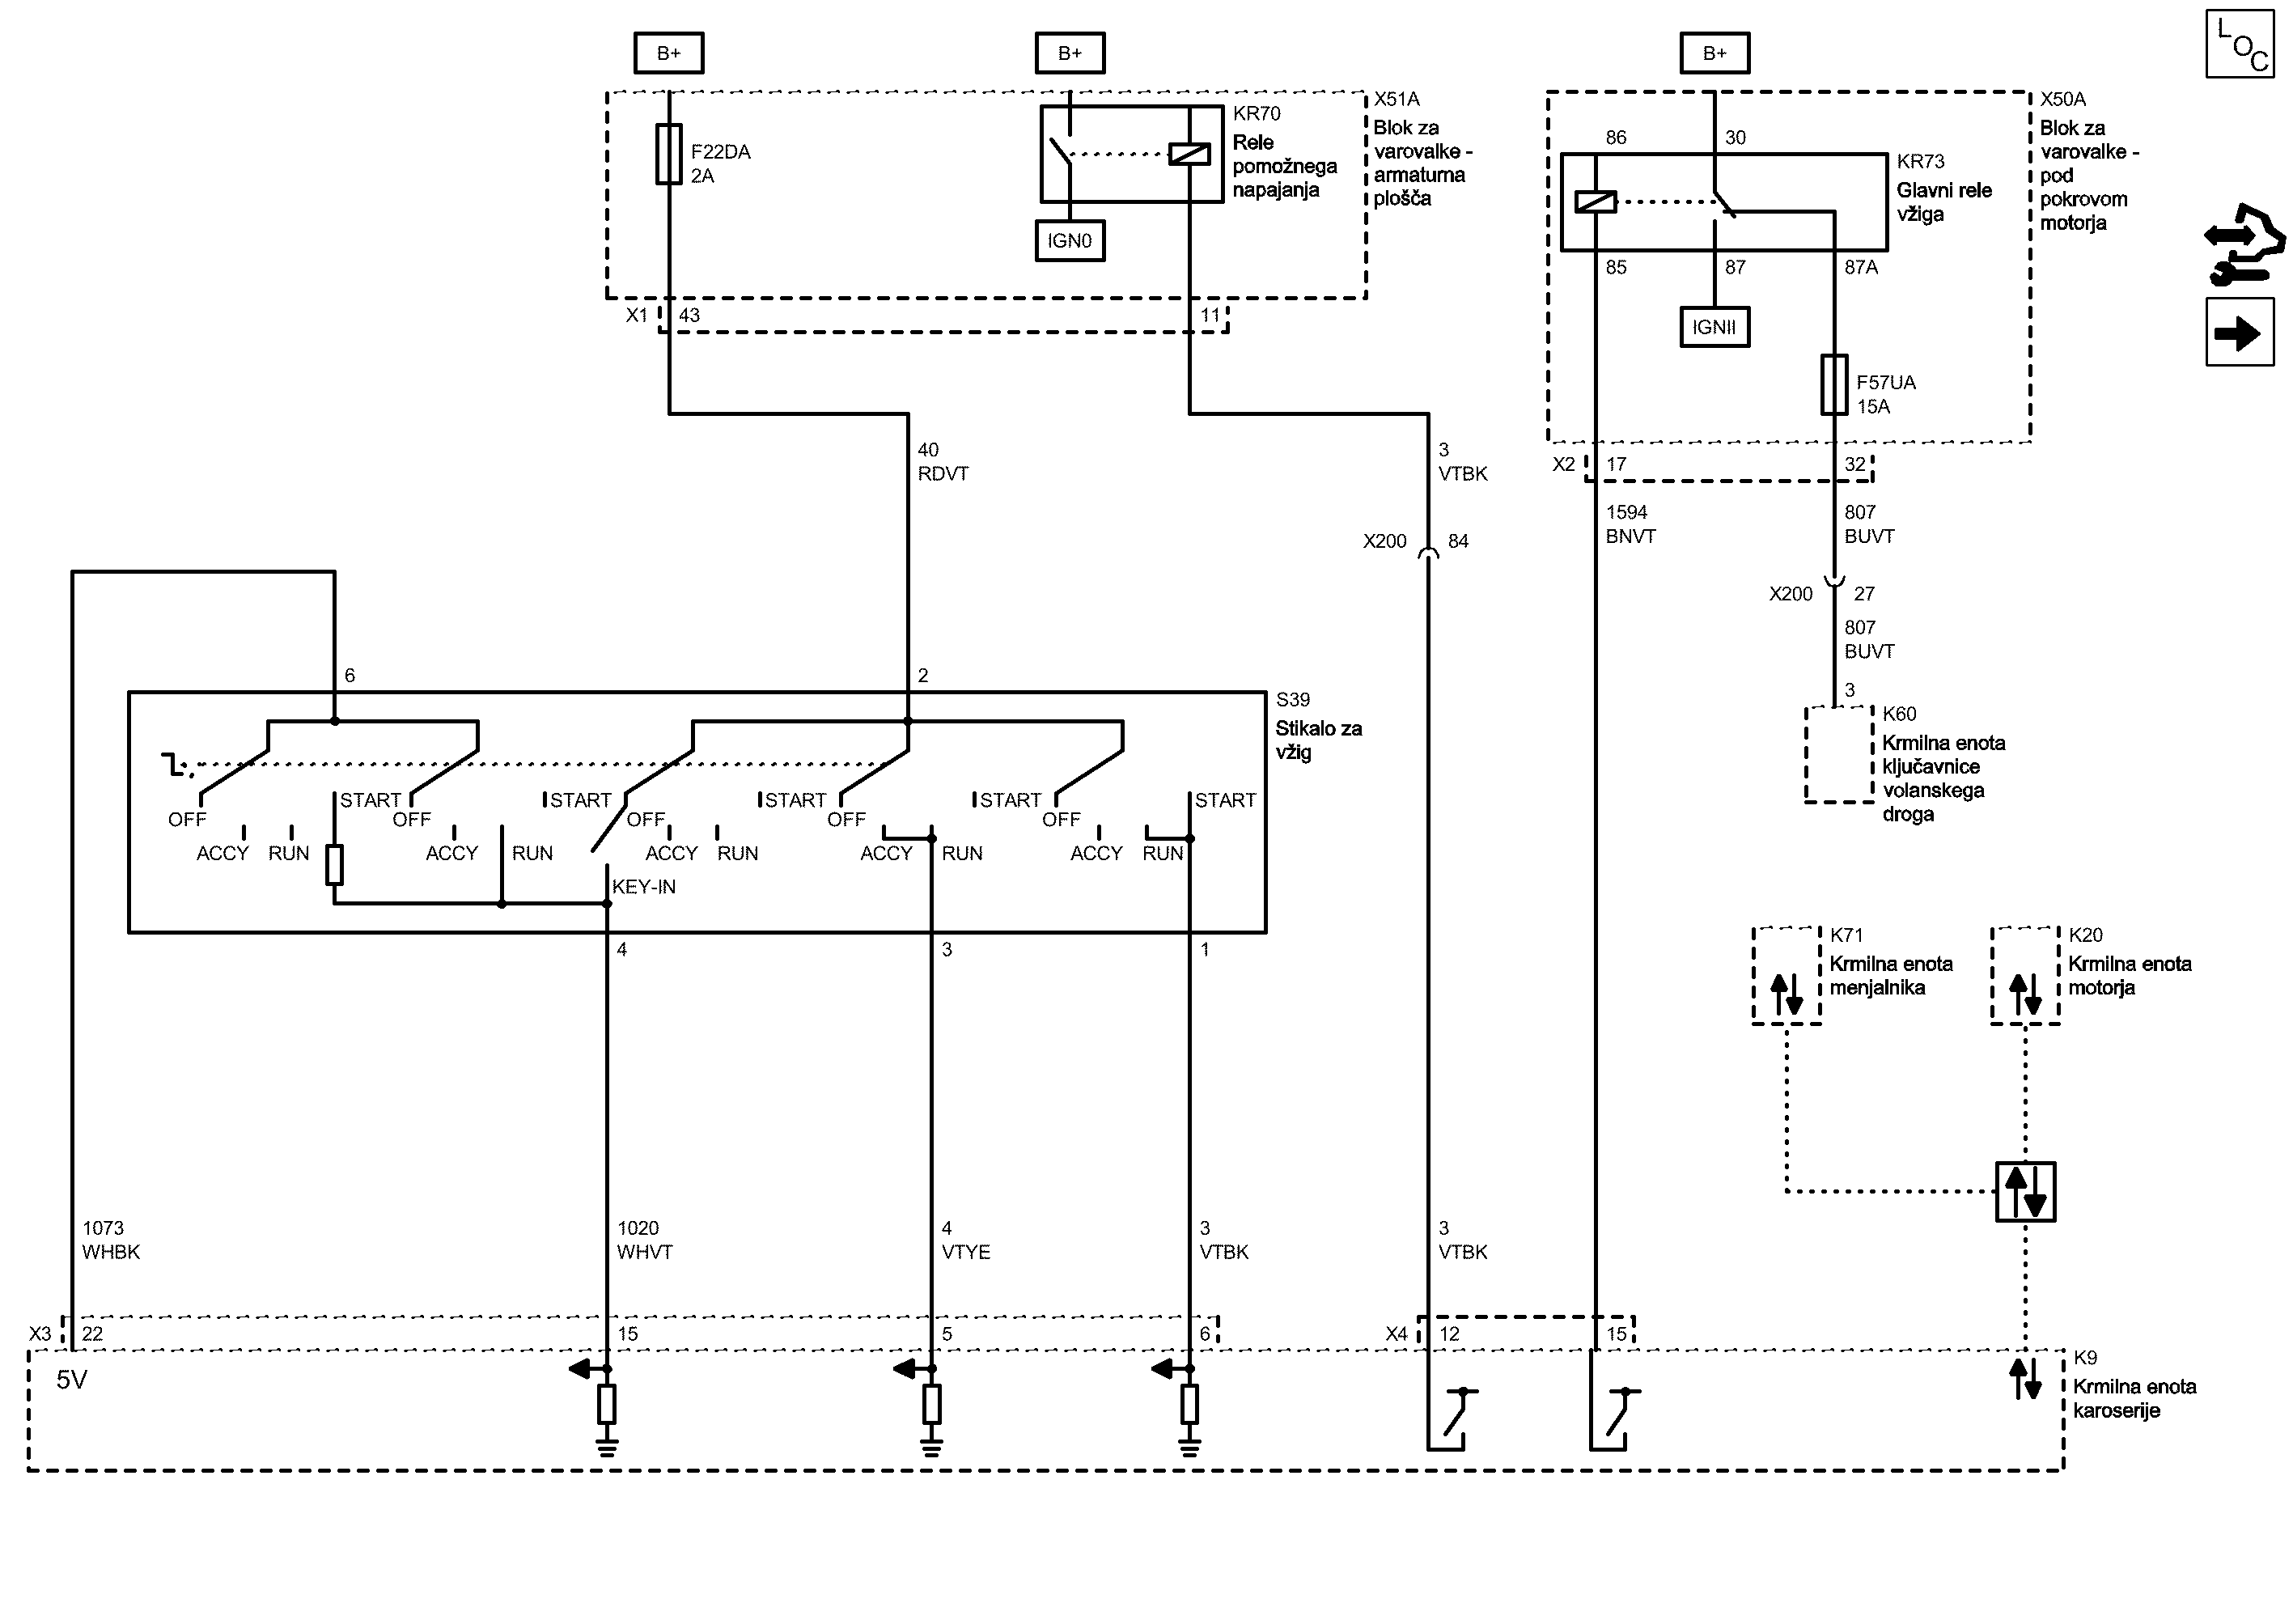 B+
B+
B+
LOC
F22DA
2A
KR70
Rele
pomožnega
napajanja
IGN0
X51A
Blok za
varovalke -
armaturna
plošča
86
30
KR73
Glavni rele
vžiga
85
87
87A
IGNII
F57UA
15A
X50A
Blok za
varovalke -
pod
pokrovom
motorja
X1
43
11
40
RDVT
3
VTBK
X200
84
X2
17
32
1594
BNVT
807
BUVT
X200
27
807
BUVT
3
K60
Krmilna enota
ključavnice
volanskega
droga
6
2
S39
Stikalo za
vžig
START
START
START
START
START
OFF
OFF
OFF
OFF
OFF
ACCY
RUN
ACCY
RUN
ACCY
RUN
ACCY
RUN
ACCY
RUN
KEY-IN
4
3
1
K71
Krmilna enota
menjalnika
K20
Krmilna enota
motorja
1073
WHBK
1020
WHVT
4
VTYE
3
VTBK
3
VTBK
X3
22
15
5
6
X4
12
15
5V
K9
Krmilna enota
karoserije